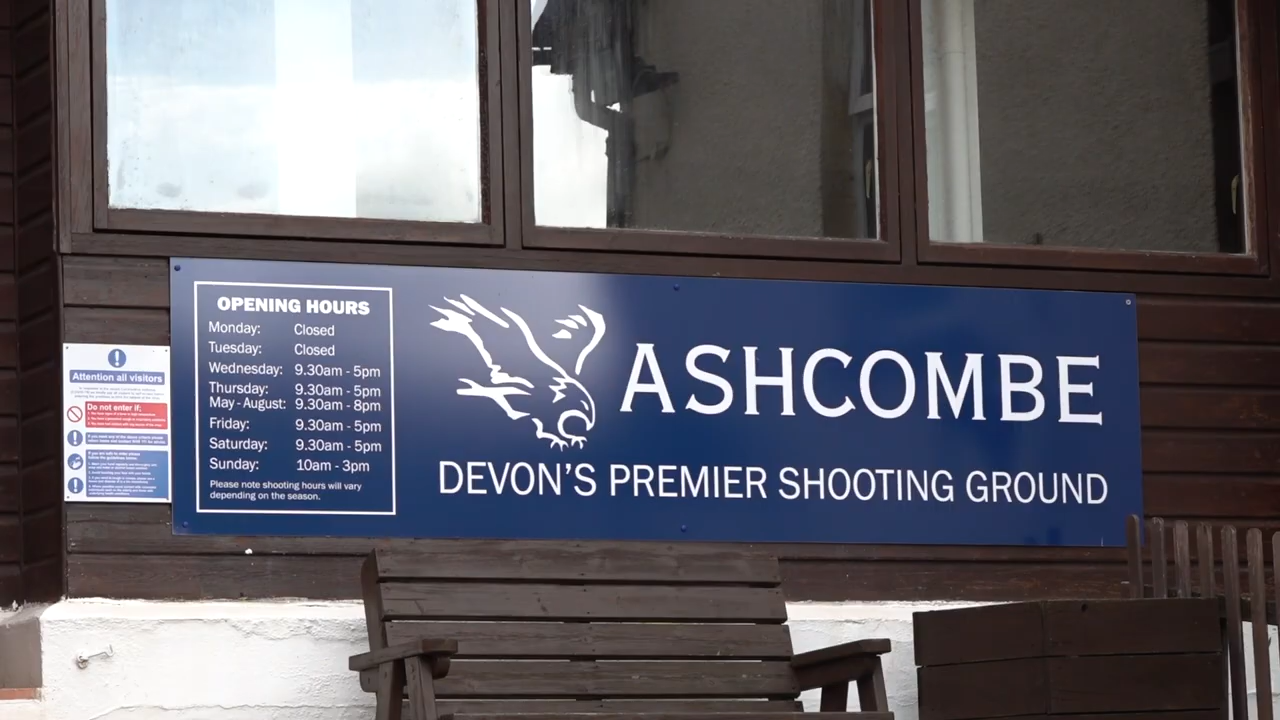 OPENING HOURS
Monday: Closed
Tuesday: Closed
Wednesday: 9.30am - 5pm
Thursday: 9.30am - 5pm
May - August: 9.30am - 8pm
Friday: 9.30am - 5pm
Saturday: 9.30am - 5pm
Sunday: 10am - 3pm
Please note shooting hours will vary
depending on the season.
ASHCOMBE
DEVON'S PREMIER SHOOTING GROUND
Attention all visitors
Do not enter if: